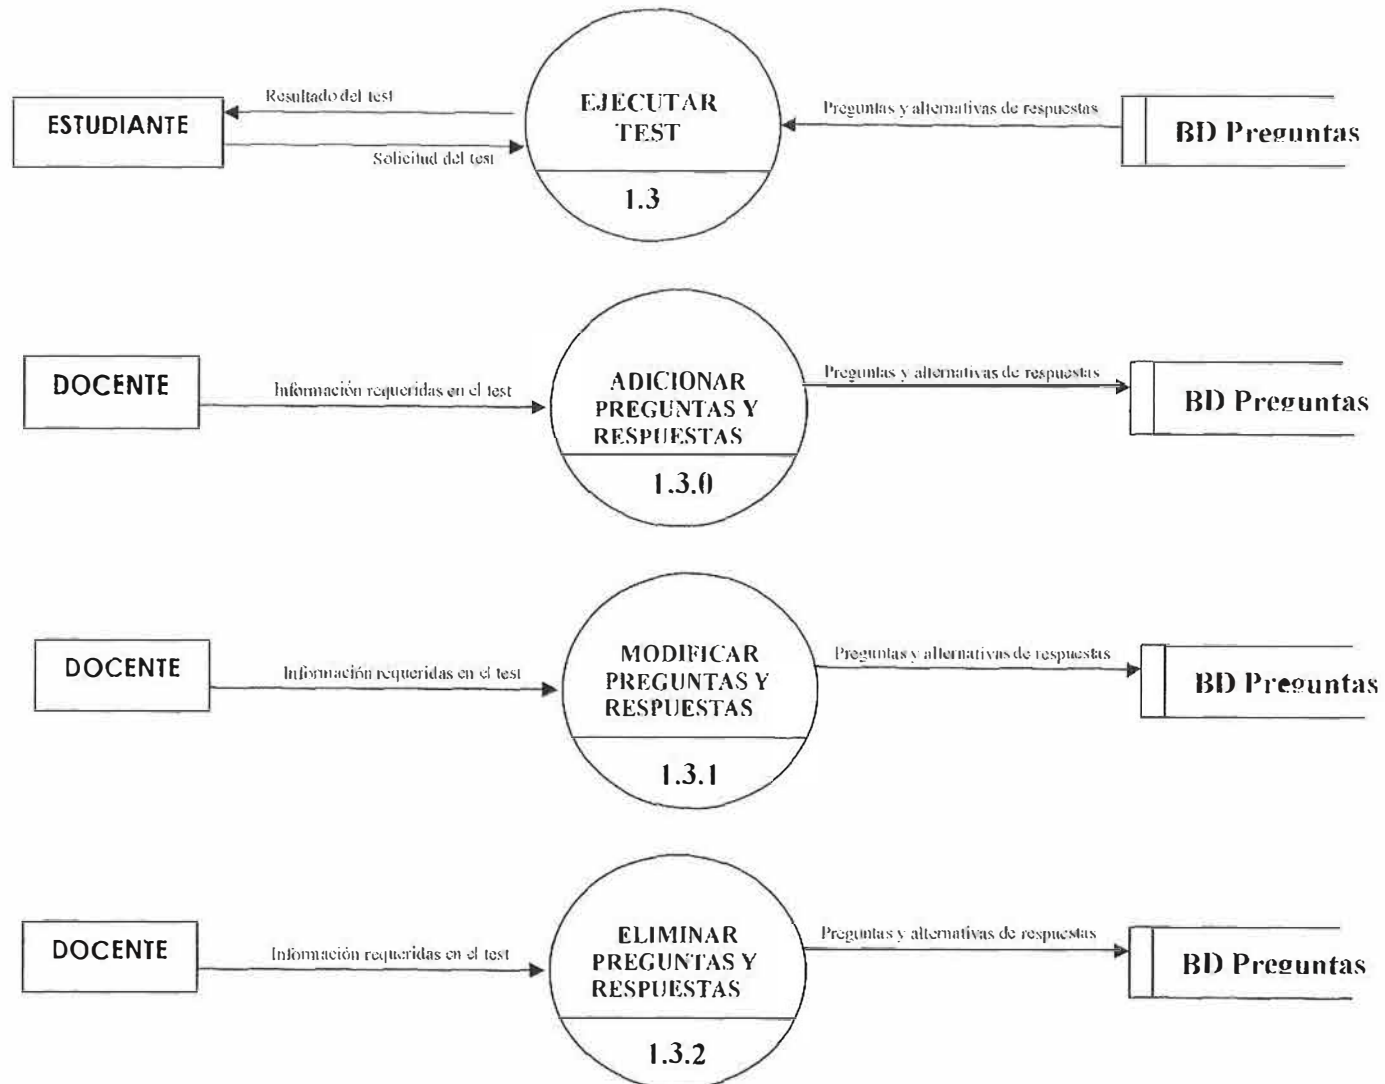 Resultado del test
ESTUDIANTE
Solicitud del test
EJECUTAR
TEST
1.3
Preguntas y alternativas de respuestas
BD Preguntas
DOCENTE
Información requeridas en el test
ADICIONAR
PREGUNTAS Y
RESPUESTAS
1.3.0
Preguntas y alternativas de respuestas
BD Preguntas
DOCENTE
Información requeridas en el test
MODIFICAR
PREGUNTAS Y
RESPUESTAS
1.3.1
Preguntas y alternativas de respuestas
BD Preguntas
DOCENTE
Información requeridas en el test
ELIMINAR
PREGUNTAS Y
RESPUESTAS
1.3.2
Preguntas y alternativas de respuestas
BD Preguntas